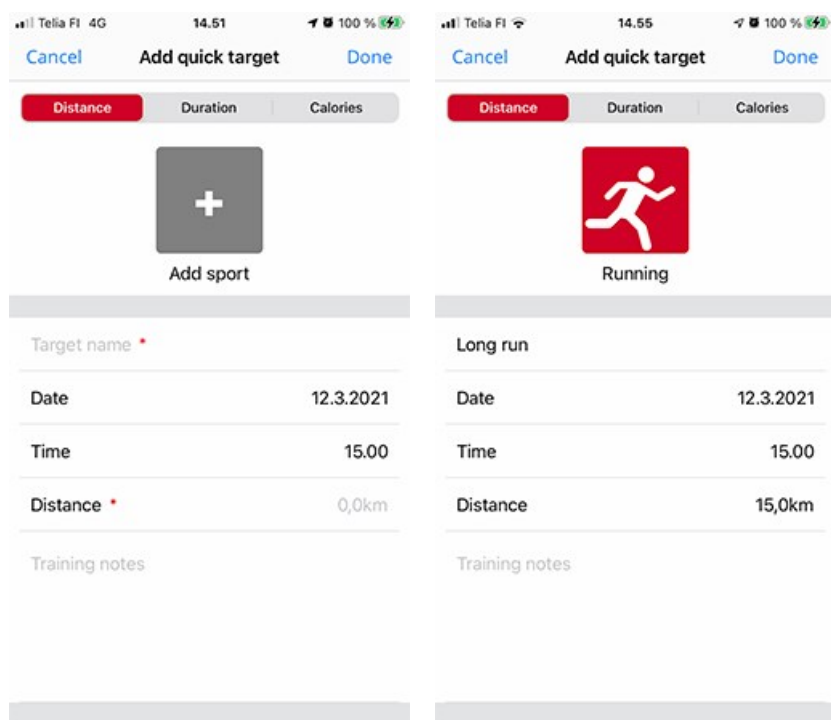 Telia FI 4G 14.51 100 %
Cancel Add quick target Done
Distance Duration Calories
+
Add sport
Target name *
Date 12.3.2021
Time 15.00
Distance * 0,0km
Training notes
Telia FI 14.55 100 %
Cancel Add quick target Done
Distance Duration Calories
Running
Long run
Date 12.3.2021
Time 15.00
Distance 15,0km
Training notes